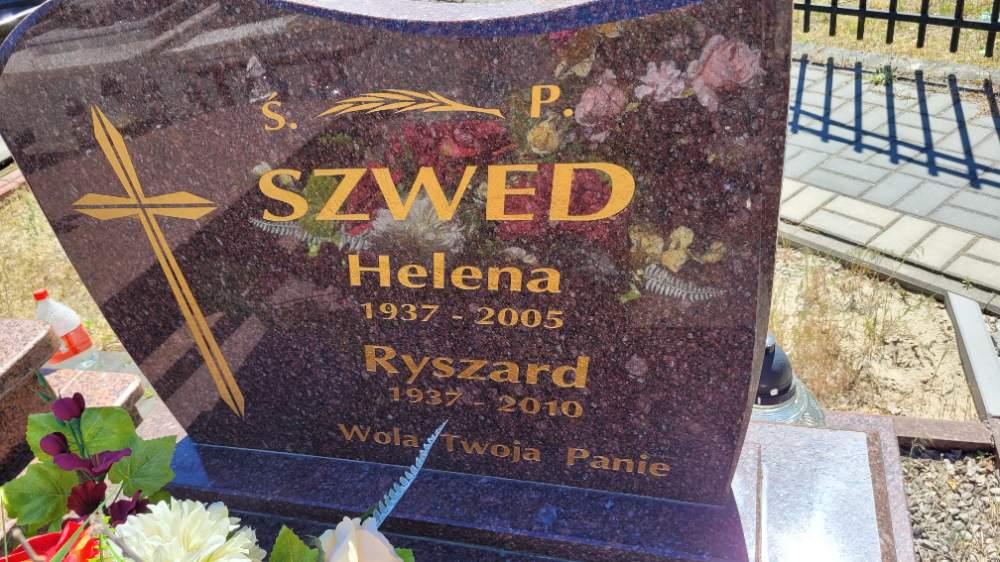 Ś. P.
SZWED
Helena
1937 - 2005
Ryszard
1937 - 2010
Wola Twoja Panie